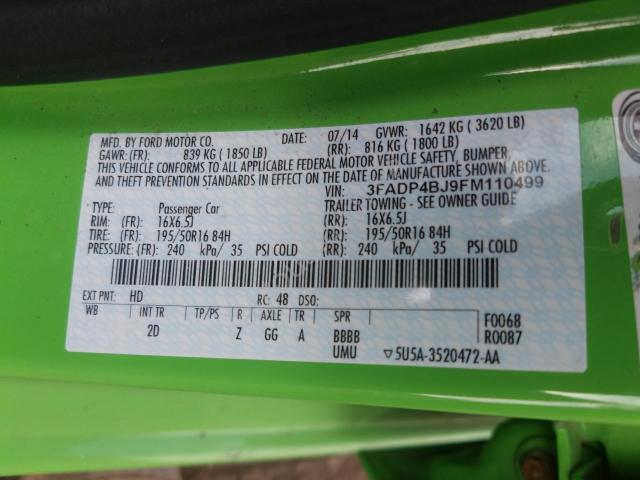 MFD. BY FORD MOTOR CO. DATE: 07/14 GVWR: 1642 KG ( 3620 LB)
GAWR: (FR): 839 KG ( 1850 LB) (RR): 816 KG ( 1800 LB)
THIS VEHICLE CONFORMS TO ALL APPLICABLE FEDERAL MOTOR VEHICLE SAFETY, BUMPER,
AND THEFT PREVENTION STANDARDS IN EFFECT ON THE DATE OF MANUFACTURE SHOWN ABOVE.
VIN: 3FADP4BJ9FM110499
TYPE: Passenger Car TRAILER TOWING - SEE OWNER GUIDE
RIM: (FR): 16X6.5J (RR): 16X6.5J
TIRE: (FR): 195/50R16 84H (RR): 195/50R16 84H
PRESSURE: (FR): 240 kPa/ 35 PSI COLD (RR): 240 kPa/ 35 PSI COLD
EXT PNT: HD RC: 48 DSO:
WB INT TR TP/PS R AXLE TR SPR
2D Z GG A BBBB F0068
UMU ▽5U5A-3520472-AA R0087